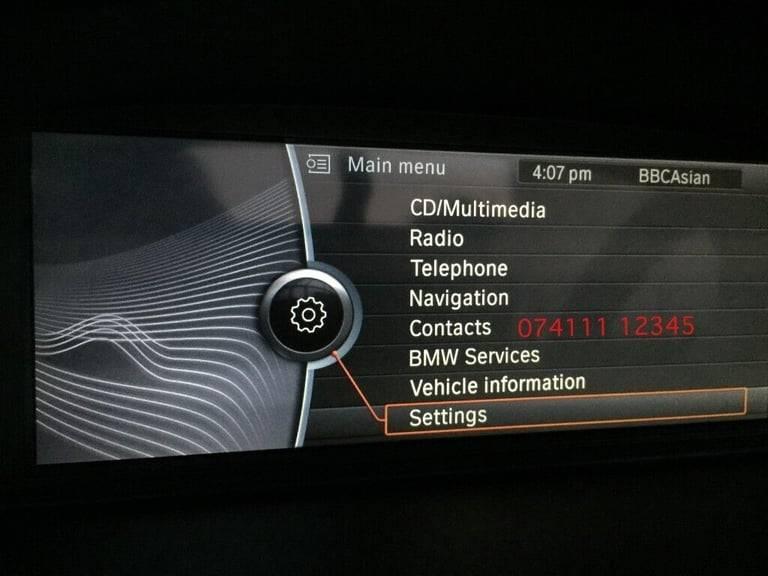 Main menu 4:07 pm BBCAsian
CD/Multimedia
Radio
Telephone
Navigation
Contacts 074111 12345
BMW Services
Vehicle information
Settings